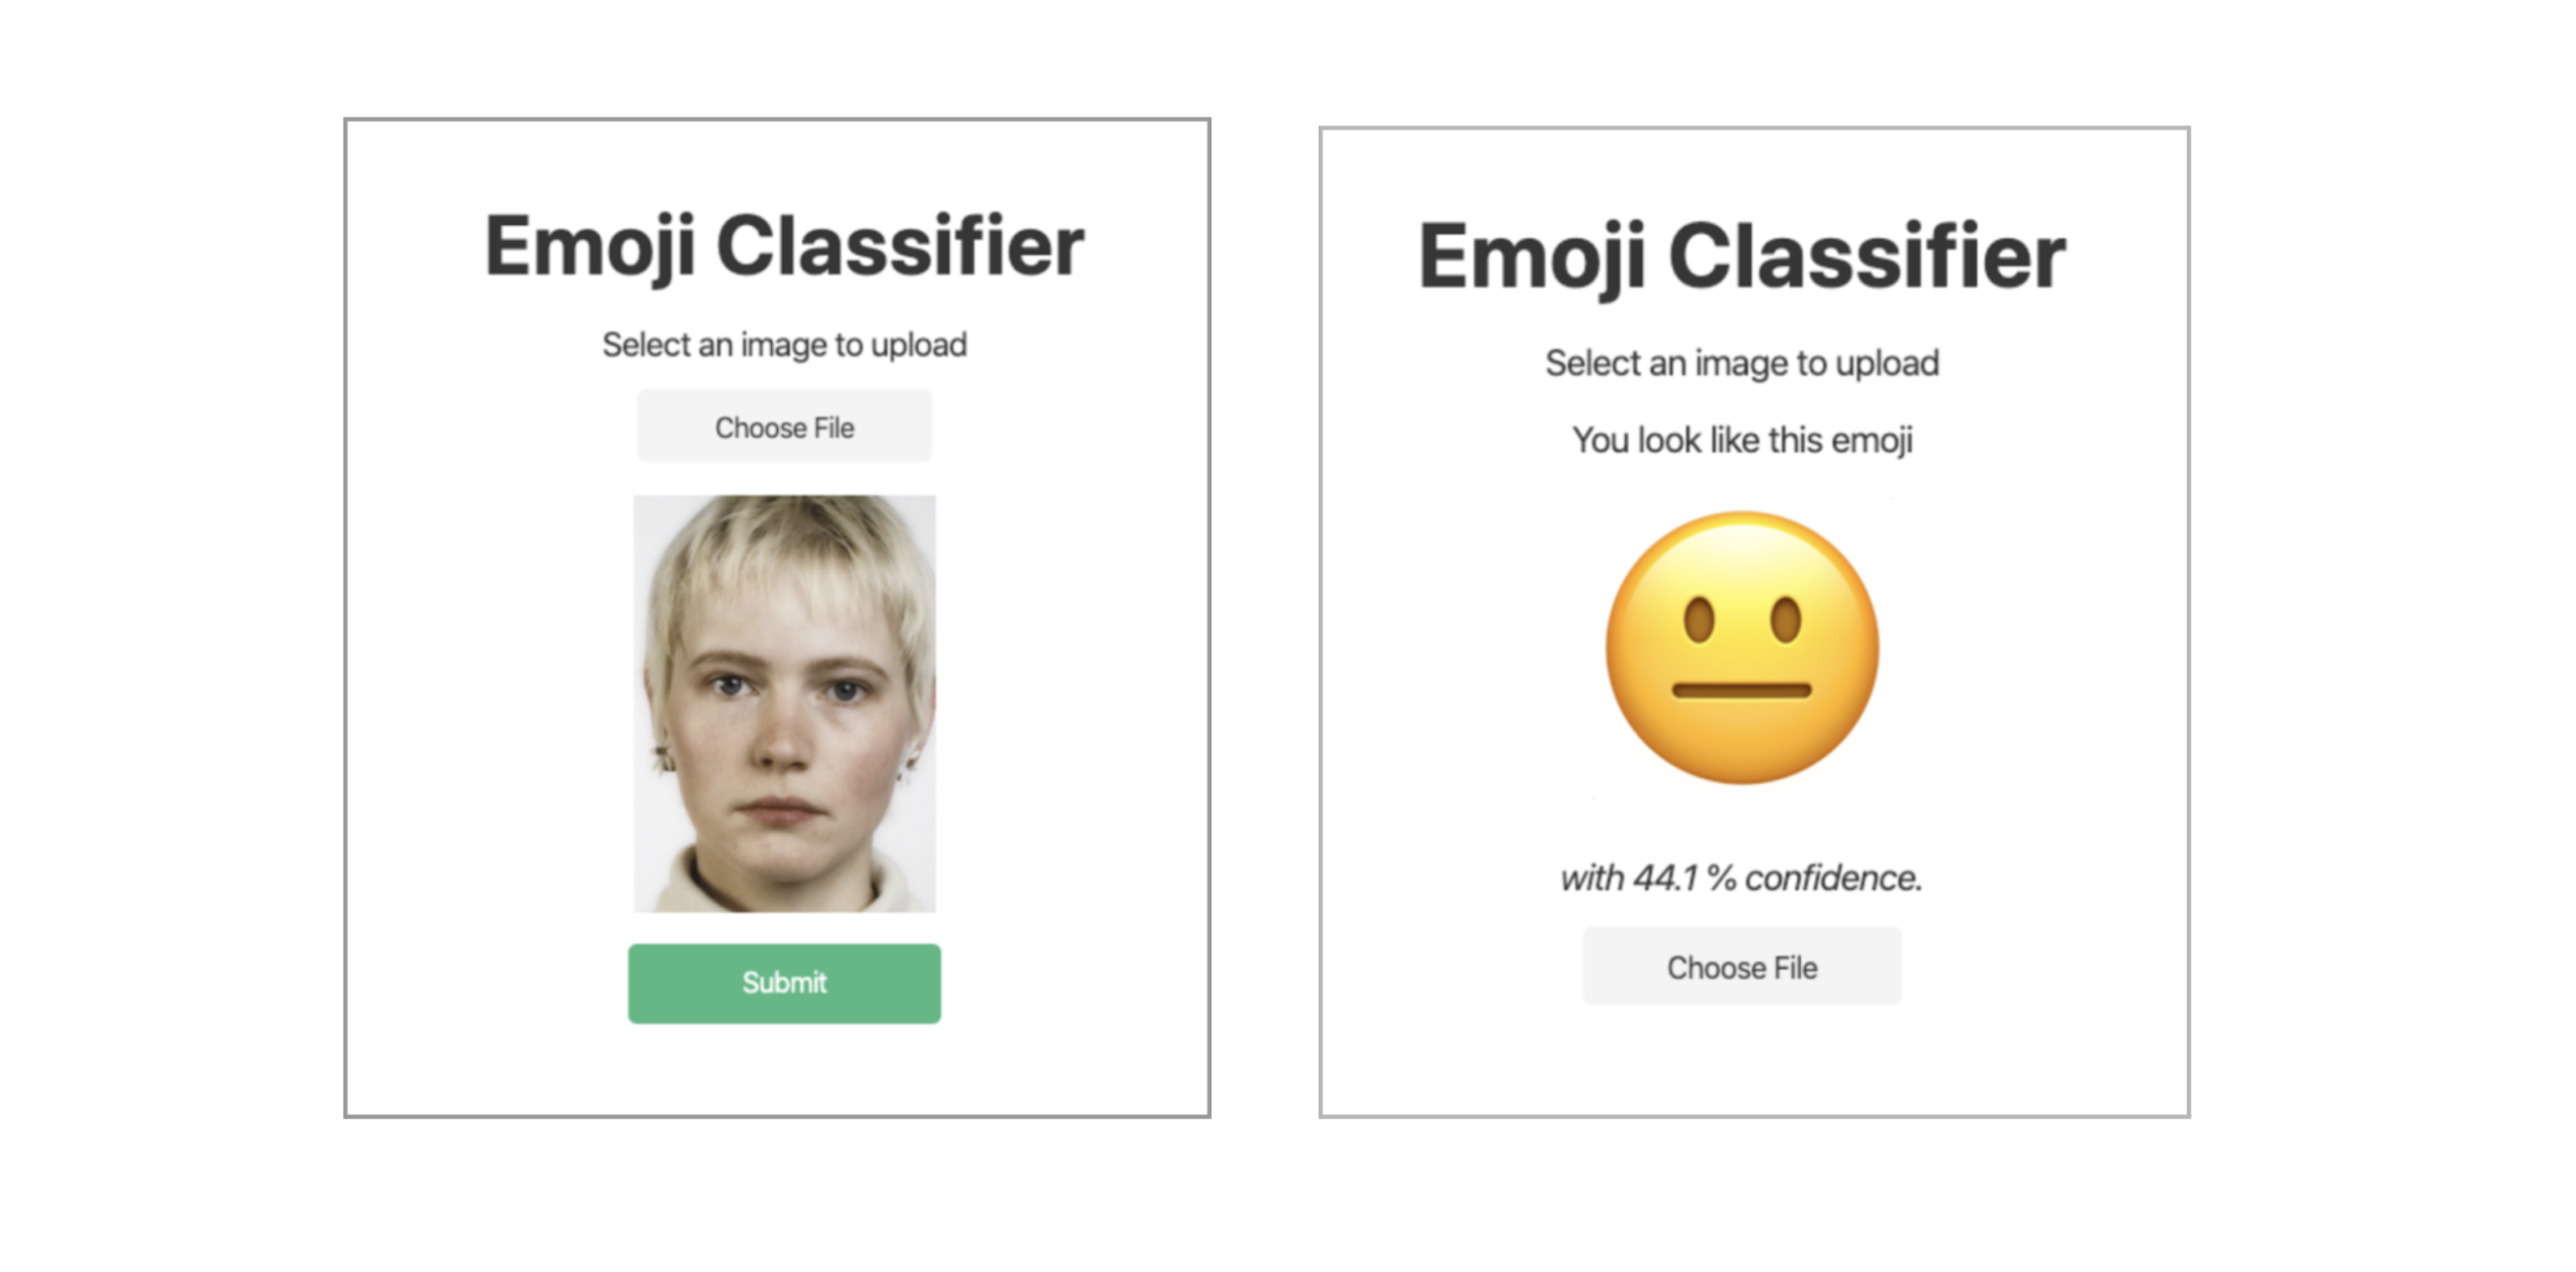 Emoji Classifier
Select an image to upload
Choose File
Submit
Emoji Classifier
Select an image to upload
You look like this emoji
with 44.1 % confidence.
Choose File